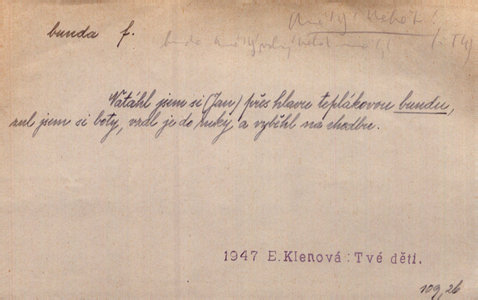 bunda f.
Natáhl jsem si (Jan) přes hlavu teplákovou bundu,
zul jsem si boty, vzal je do ruky a vyběhl na chodbu.
1947 E. Klenová: Tvé děti.
109, 26